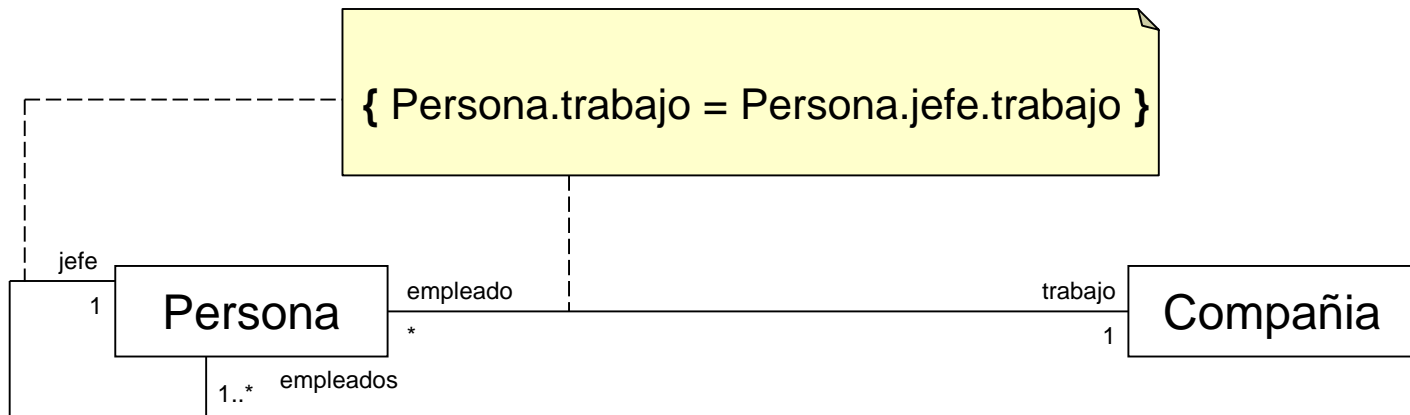 { Persona.trabajo = Persona.jefe.trabajo }
jefe
1
Persona
empleado
*
trabajo
1
Compañia
1..*
empleados